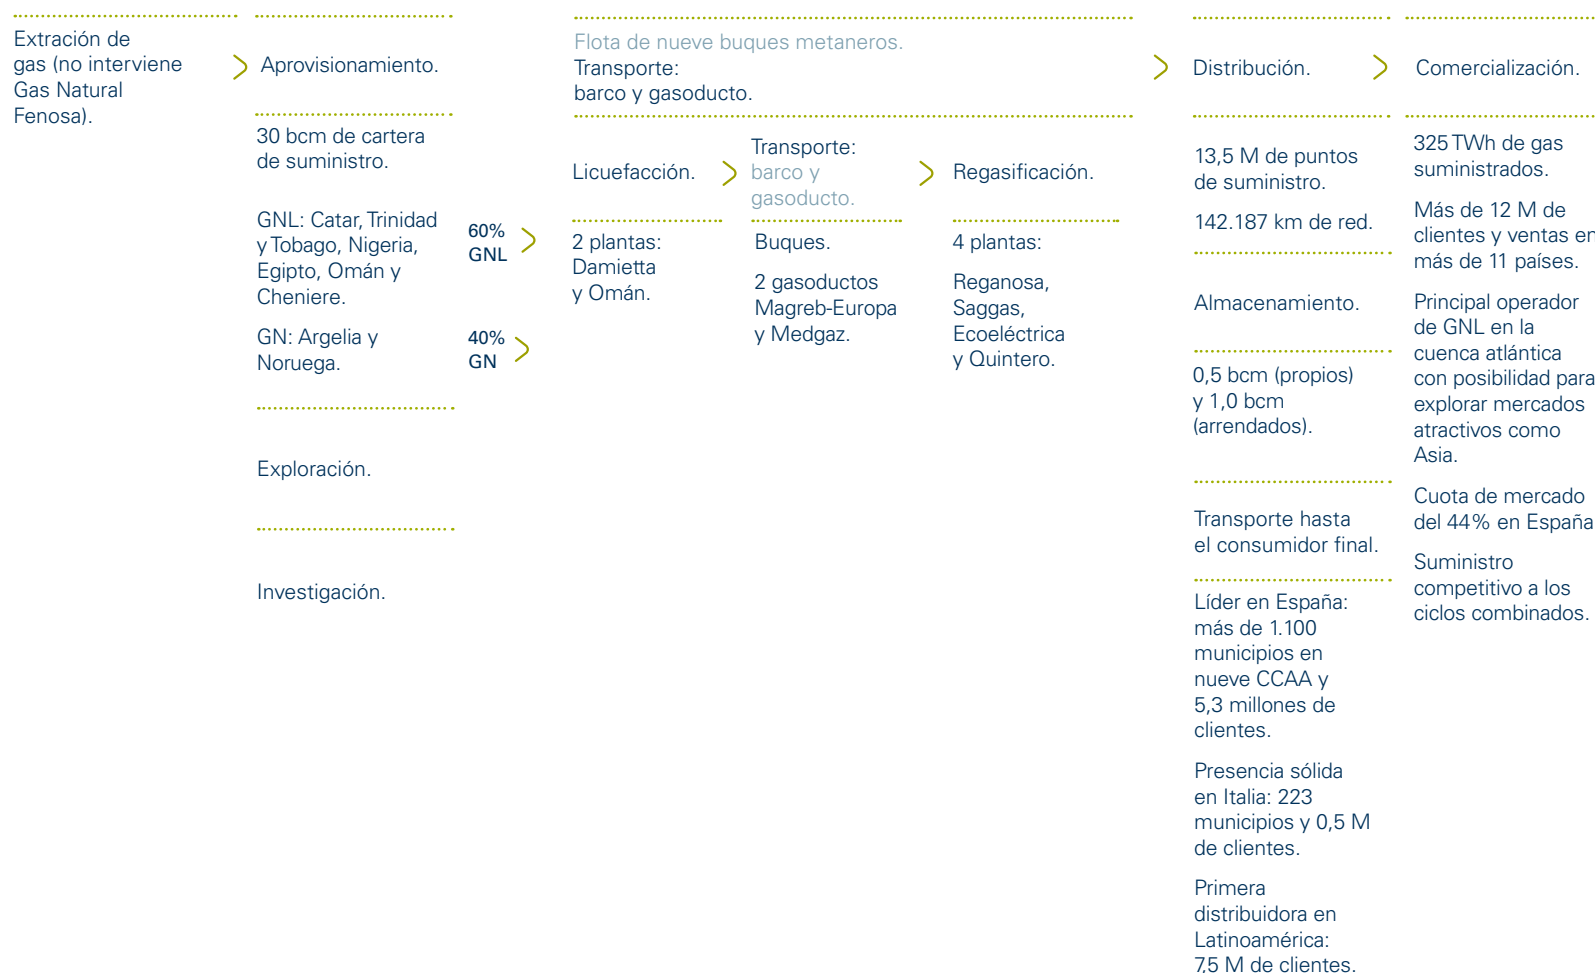 Extración de
gas (no interviene
Gas Natural
Fenosa).
Aprovisionamiento.
30 bcm de cartera
de suministro.
GNL: Catar, Trinidad
y Tobago, Nigeria,
Egipto, Omán y
Cheniere.
60%
GNL
GN: Argelia y
Noruega.
40%
GN
Exploración.
Investigación.
Flota de nueve buques metaneros.
Transporte:
barco y gasoducto.
Licuefacción.
2 plantas:
Damietta
y Omán.
Transporte:
barco y
gasoducto.
Buques.
2 gasoductos
Magreb-Europa
y Medgaz.
Regasificación.
4 plantas:
Reganosa,
Saggas,
Ecoeléctrica
y Quintero.
Distribución.
13,5 M de puntos
de suministro.
142.187 km de red.
Almacenamiento.
0,5 bcm (propios)
y 1,0 bcm
(arrendados).
Transporte hasta
el consumidor final.
Líder en España:
más de 1.100
municipios en
nueve CCAA y
5,3 millones de
clientes.
Presencia sólida
en Italia: 223
municipios y 0,5 M
de clientes.
Primera
distribuidora en
Latinoamérica:
7,5 M de clientes.
Comercialización.
325 TWh de gas
suministrados.
Más de 12 M de
clientes y ventas en
más de 11 países.
Principal operador
de GNL en la
cuenca atlántica
con posibilidad para
explorar mercados
atractivos como
Asia.
Cuota de mercado
del 44% en España
Suministro
competitivo a los
ciclos combinados.